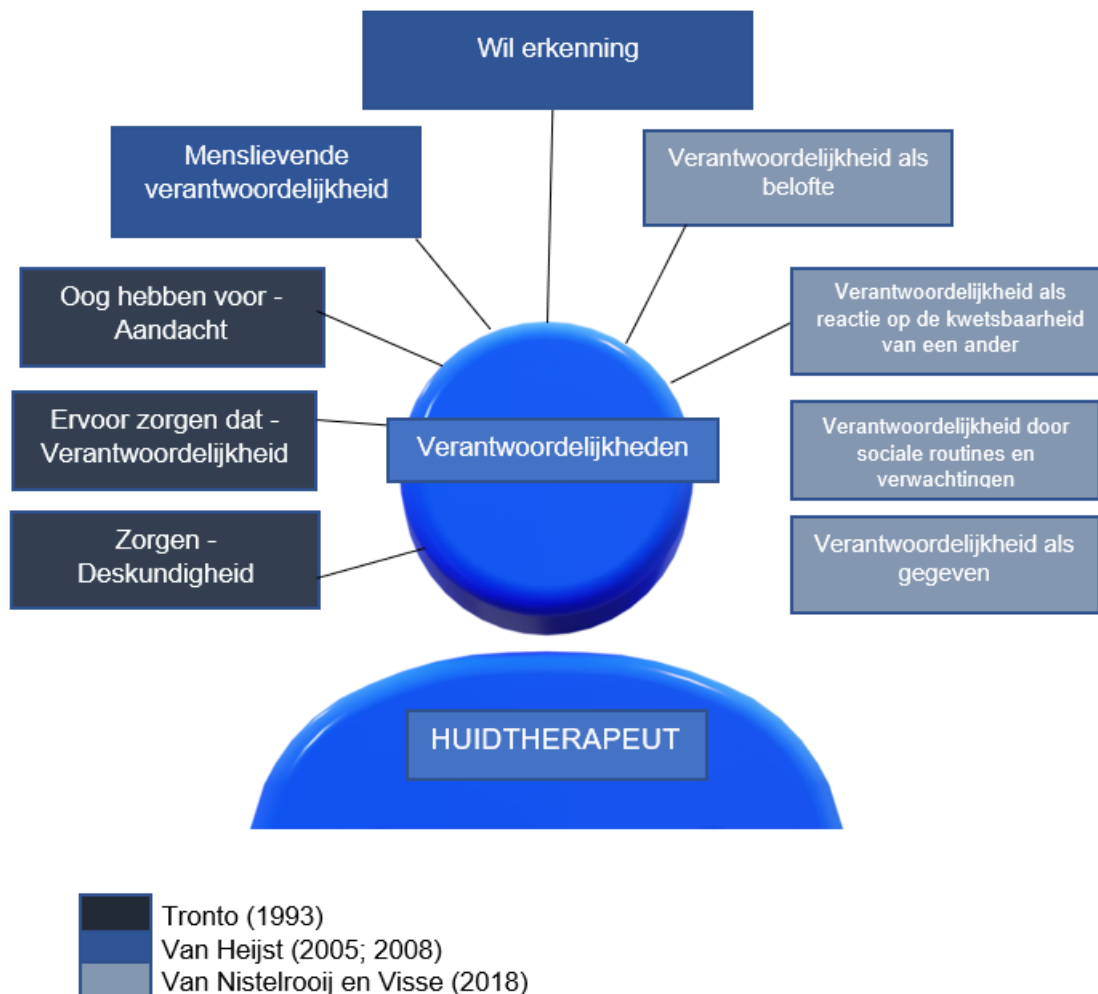 Wil erkenning
Menslievende
verantwoordelijkheid
Verantwoordelijkheid als
belofte
Oog hebben voor -
Aandacht
Verantwoordelijkheid als
reactie op de kwetsbaarheid
van een ander
Ervoor zorgen dat -
Verantwoordelijkheid
Verantwoordelijkheden
Verantwoordelijkheid door
sociale routines en
verwachtingen
Zorgen -
Deskundigheid
Verantwoordelijkheid als
gegeven
HUIDTHERAPEUT
Tronto (1993)
Van Heijst (2005; 2008)
Van Nistelrooij en Visse (2018)